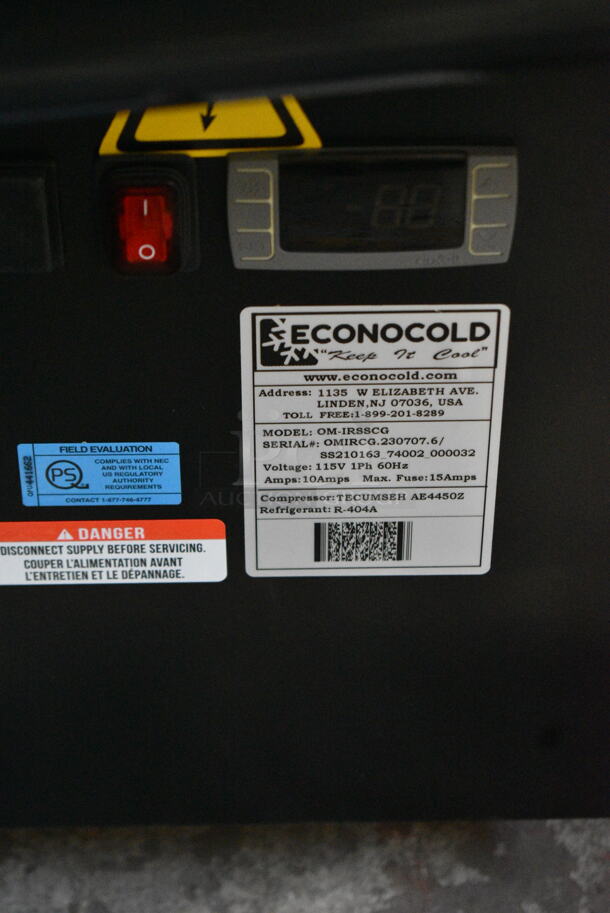 I
O
ECONOCOLD
"Keep It Cool"
www.econocold.com
Address: 1135 W ELIZABETH AVE.
LINDEN,NJ 07036, USA
TOLL FREE:1-899-201-8289
MODEL: OM-IRSSCG
SERIAL#: OMIRCG.230707.6/
SS210163_74002_000032
Voltage: 115V 1Ph 60Hz
Amps:10Amps Max. Fuse:15Amps
Compressor:TECUMSEH AE4450Z
Refrigerant: R-404A
FIELD EVALUATION
PS
COMPLIES WITH NEC
AND WITH LOCAL
US REGULATORY
AUTHORITY
REQUIREMENTS
CONTACT 1-877-746-4777
441662
DANGER
DISCONNECT SUPPLY BEFORE SERVICING.
COUPER L'ALIMENTATION AVANT
L'ENTRETIEN ET LE DÉPANNAGE.